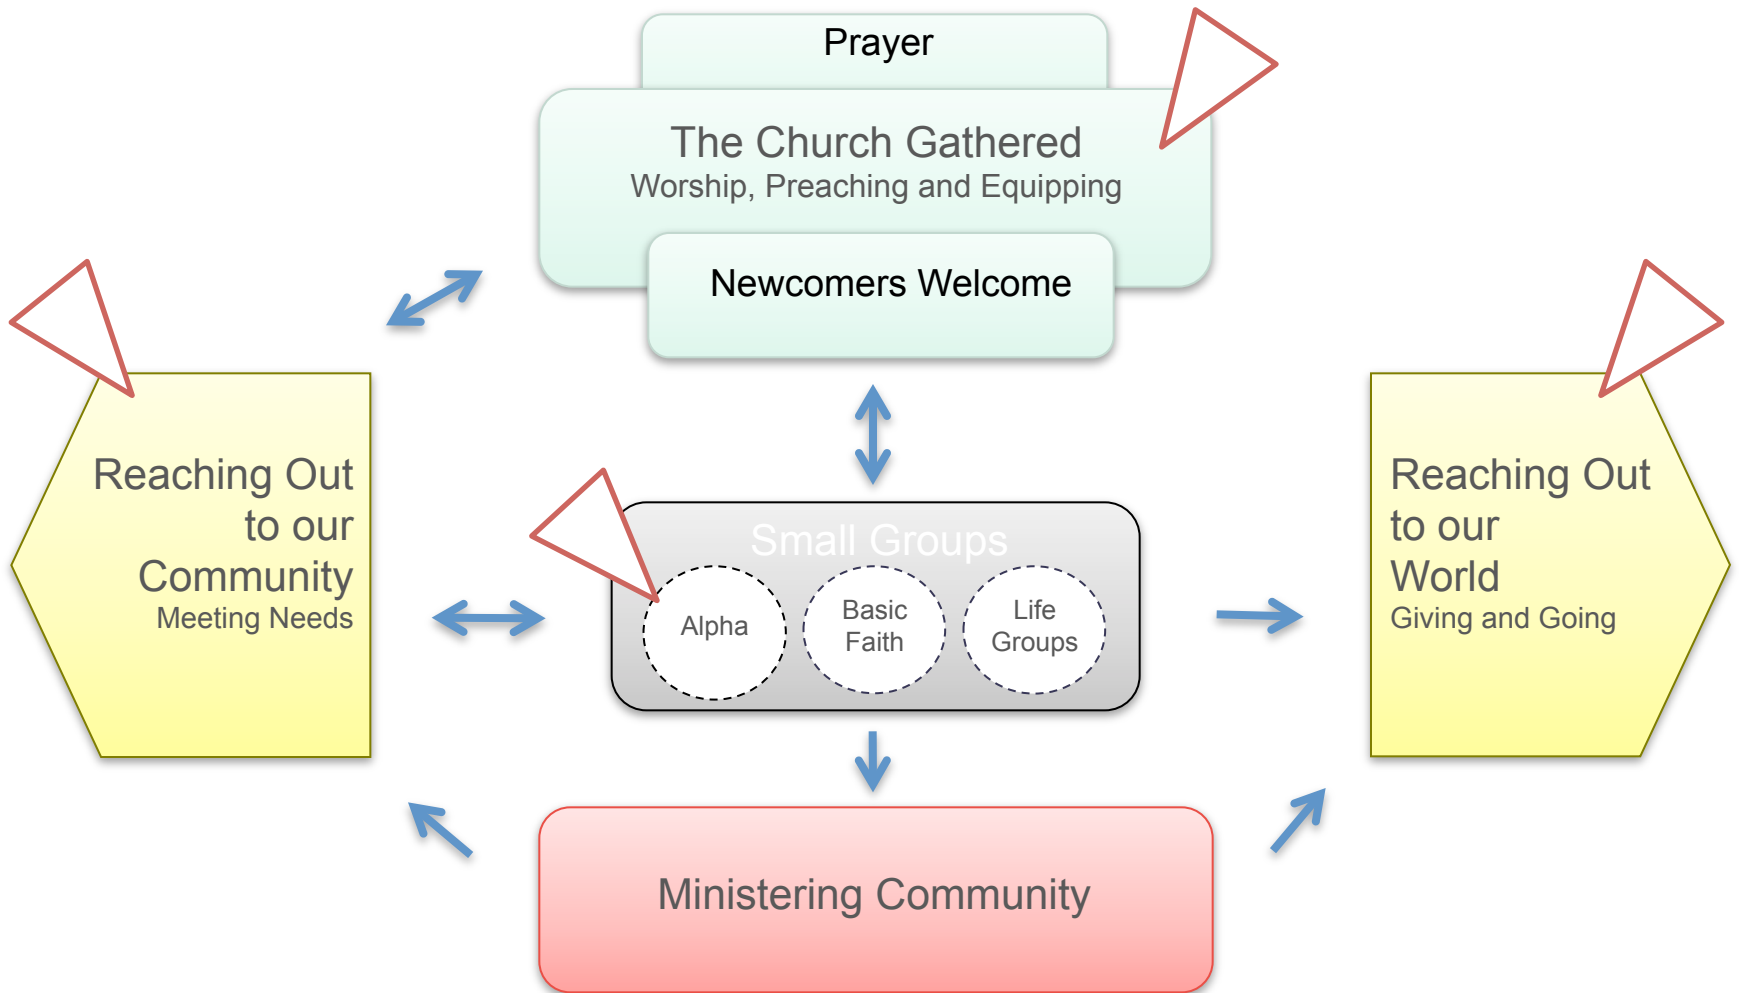 Prayer
The Church Gathered
Worship, Preaching and Equipping
Newcomers Welcome
Reaching Out
to our
Community
Meeting Needs
Small Groups
Alpha
Basic
Faith
Life
Groups
Reaching Out
to our
World
Giving and Going
Ministering Community